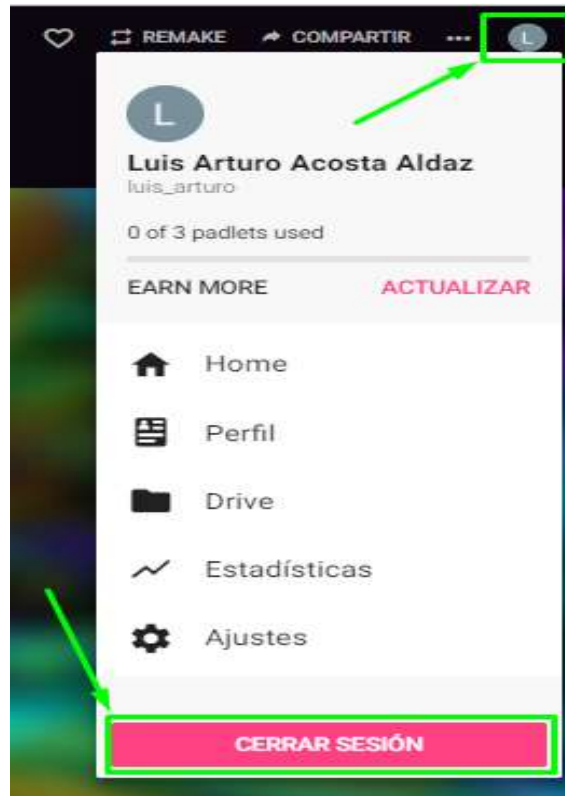 REMAKE COMPARTIR ... L
L
Luis Arturo Acosta Aldaz
luis_arturo
0 of 3 padlets used
EARN MORE ACTUALIZAR
Home
Perfil
Drive
Estadísticas
Ajustes
CERRAR SESIÓN